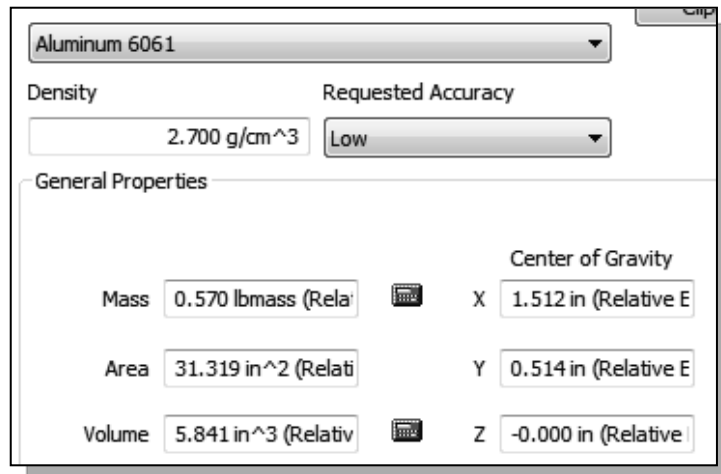 Aluminum 6061
Density Requested Accuracy
2.700 g/cm^3 Low
General Properties
Center of Gravity
Mass 0.570 lbmass (Rela X 1.512 in (Relative E
Area 31.319 in^2 (Relati Y 0.514 in (Relative E
Volume 5.841 in^3 (Relativ Z -0.000 in (Relative